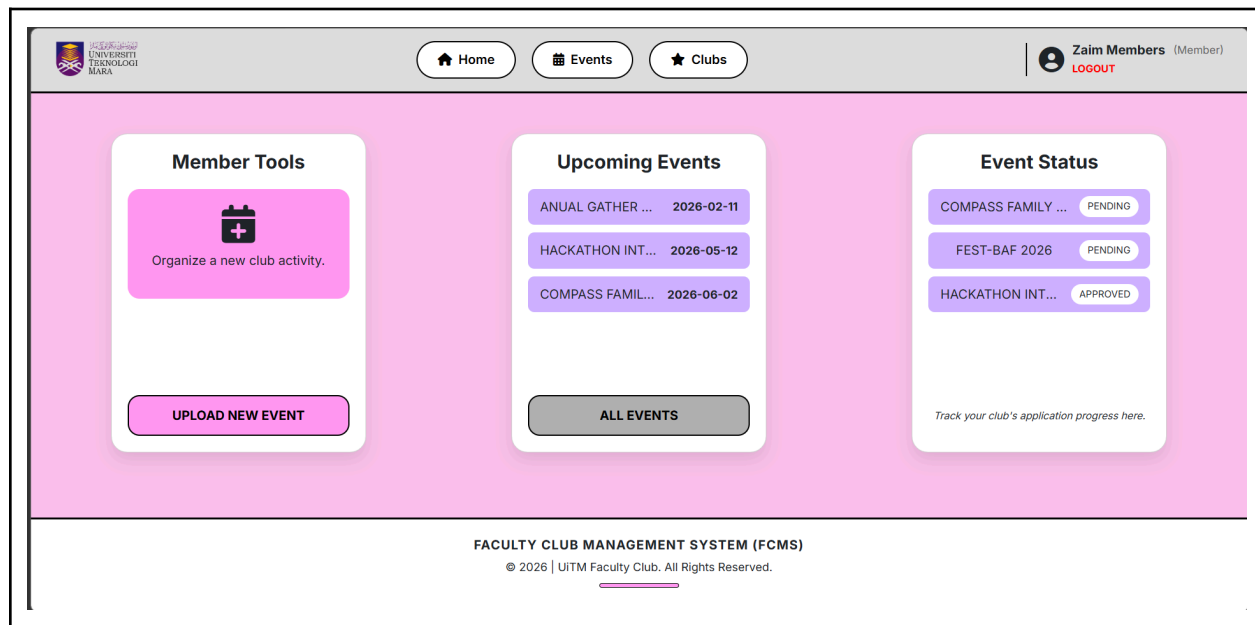 UNIVERSITI
TEKNOLOGI
MARA
Home
Events
Clubs
Zaim Members (Member)
LOGOUT
Member Tools
Organize a new club activity.
UPLOAD NEW EVENT
Upcoming Events
ANUAL GATHER ... 2026-02-11
HACKATHON INT... 2026-05-12
COMPASS FAMIL... 2026-06-02
ALL EVENTS
Event Status
COMPASS FAMILY ... PENDING
FEST-BAF 2026 PENDING
HACKATHON INT... APPROVED
Track your club's application progress here.
FACULTY CLUB MANAGEMENT SYSTEM (FCMS)
© 2026 | UiTM Faculty Club. All Rights Reserved.